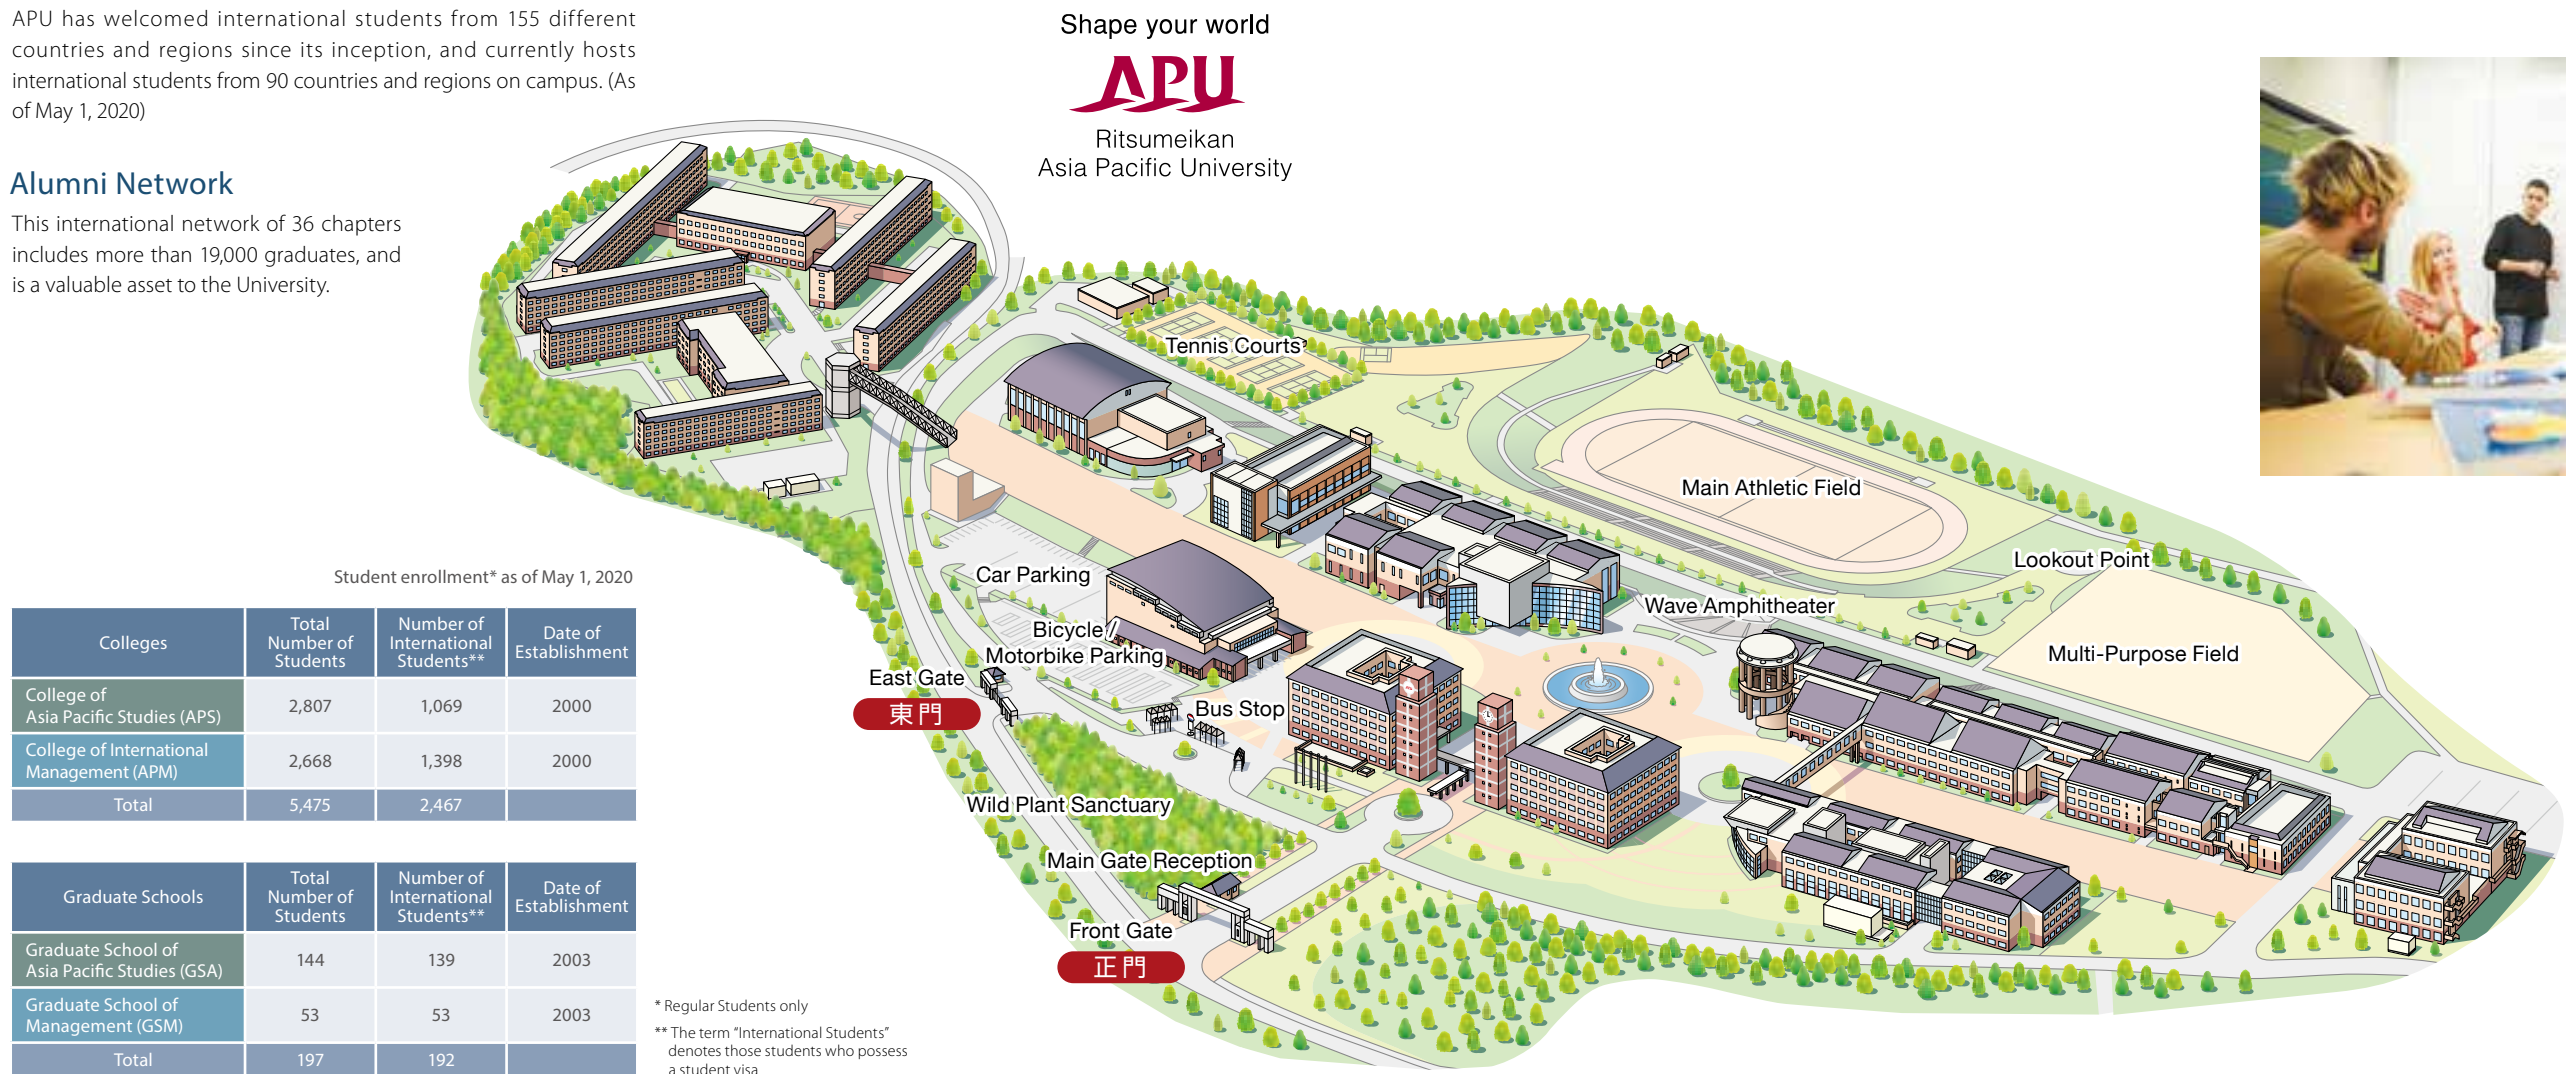 APU has welcomed international students from 155 different
countries and regions since its inception, and currently hosts
international students from 90 countries and regions on campus. (As
of May 1, 2020)
Alumni Network
This international network of 36 chapters
includes more than 19,000 graduates, and
is a valuable asset to the University.
Shape your world
APU
Ritsumeikan
Asia Pacific University
Tennis Courts
Main Athletic Field
Lookout Point
Car Parking
Wave Amphitheater
Bicycle/
Motorbike Parking
Multi-Purpose Field
East Gate
東門
Bus Stop
Wild Plant Sanctuary
Main Gate Reception
Front Gate
正門
Student enrollment* as of May 1, 2020
Colleges
Total
Number of
Students
Number of
International
Students**
Date of
Establishment
College of
Asia Pacific Studies (APS)
2,807
1,069
2000
College of International
Management (APM)
2,668
1,398
2000
Total
5,475
2,467
Graduate Schools
Total
Number of
Students
Number of
International
Students**
Date of
Establishment
Graduate School of
Asia Pacific Studies (GSA)
144
139
2003
Graduate School of
Management (GSM)
53
53
2003
Total
197
192
* Regular Students only
** The term “International Students”
denotes those students who possess
a student visa